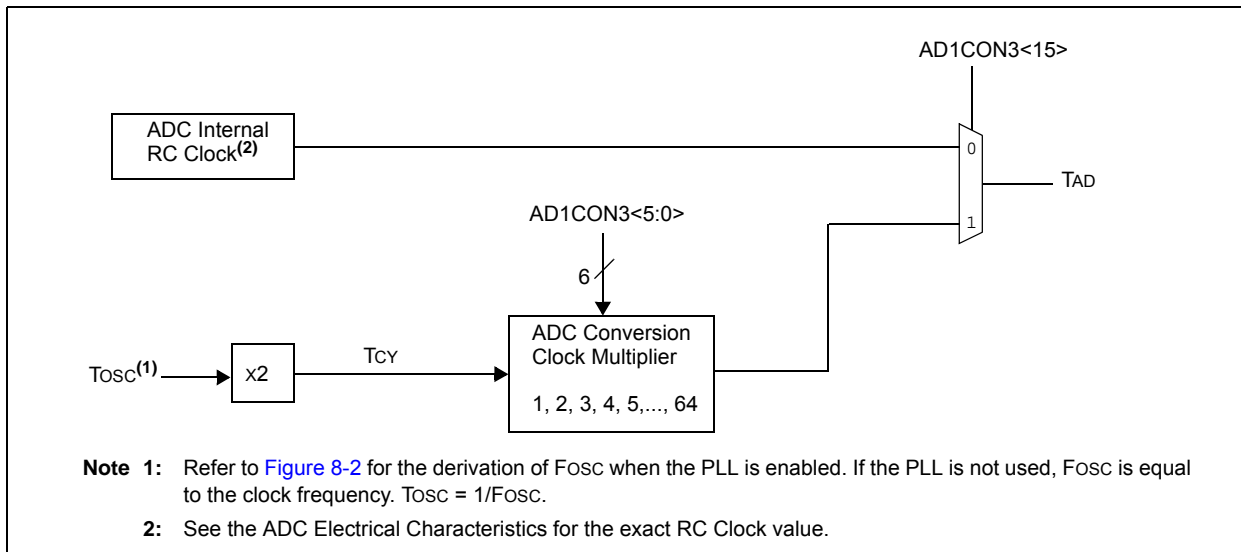 AD1CON3<15>
ADC Internal
RC Clock(2)
0
TAD
AD1CON3<5:0>
1
6
ADC Conversion
Clock Multiplier
TOSC(1)
X2
TCY
1, 2, 3, 4, 5,..., 64
Note 1: Refer to Figure 8-2 for the derivation of FOSC when the PLL is enabled. If the PLL is not used, FOSC is equal
to the clock frequency. TOSC = 1/FOSC.
2: See the ADC Electrical Characteristics for the exact RC Clock value.